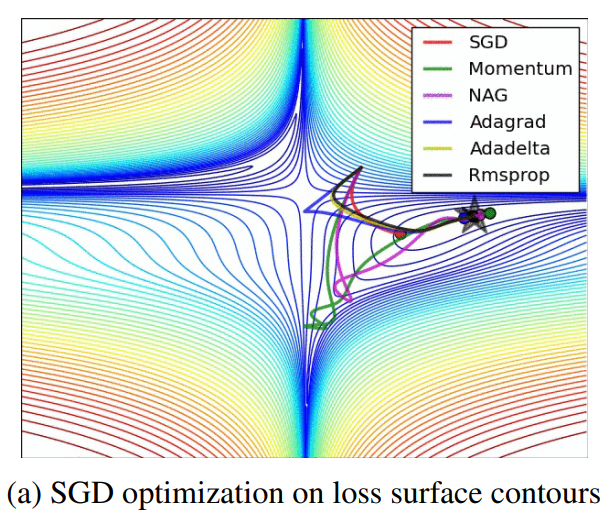 SGD
Momentum
NAG
Adagrad
Adadelta
Rmsprop
(a) SGD optimization on loss surface contours